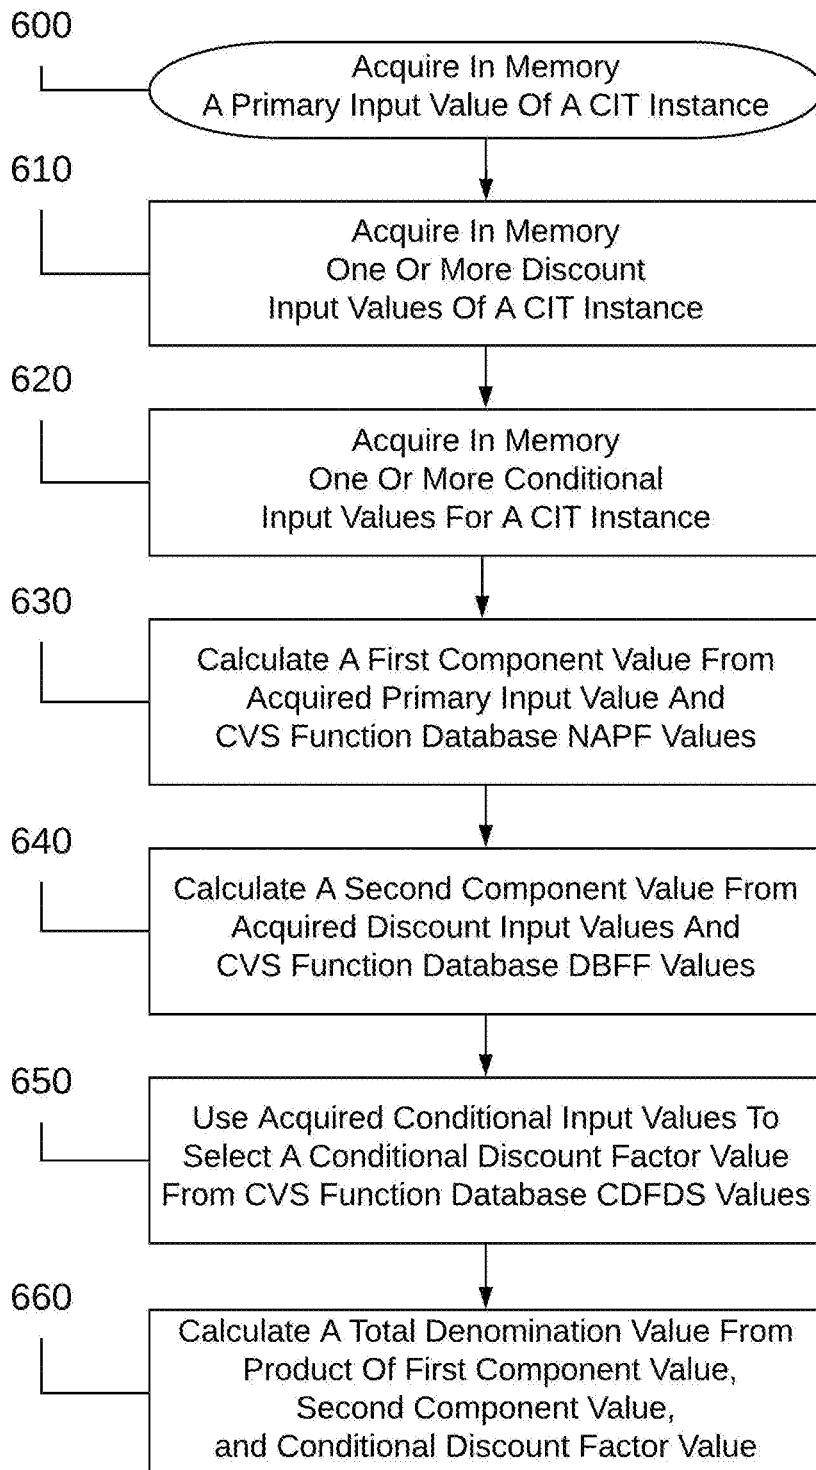 600
Acquire In Memory
A Primary Input Value Of A CIT Instance
610
Acquire In Memory
One Or More Discount
Input Values Of A CIT Instance
620
Acquire In Memory
One Or More Conditional
Input Values For A CIT Instance
630
Calculate A First Component Value From
Acquired Primary Input Value And
CVS Function Database NAPF Values
640
Calculate A Second Component Value From
Acquired Discount Input Values And
CVS Function Database DBFF Values
650
Use Acquired Conditional Input Values To
Select A Conditional Discount Factor Value
From CVS Function Database CDFDS Values
660
Calculate A Total Denomination Value From
Product Of First Component Value,
Second Component Value,
and Conditional Discount Factor Value